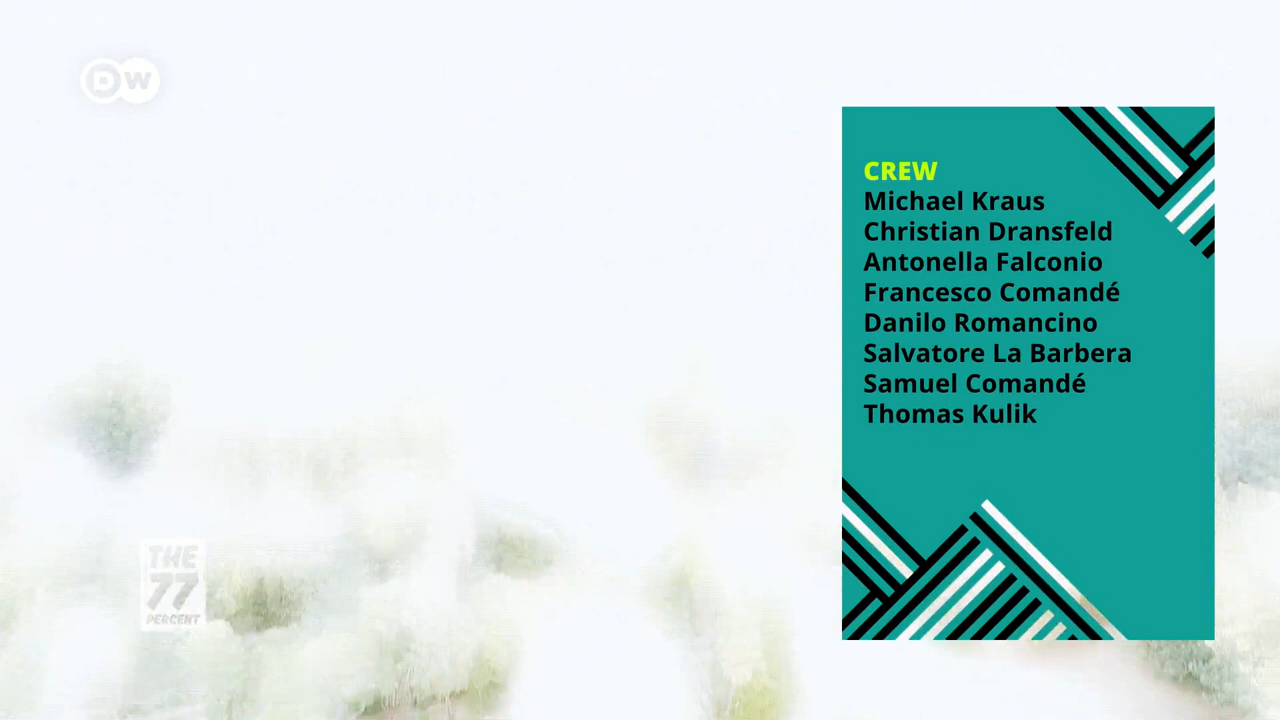 DW
CREW
Michael Kraus
Christian Dransfeld
Antonella Falconio
Francesco Comandé
Danilo Romancino
Salvatore La Barbera
Samuel Comandé
Thomas Kulik
THE
77
PERCENT